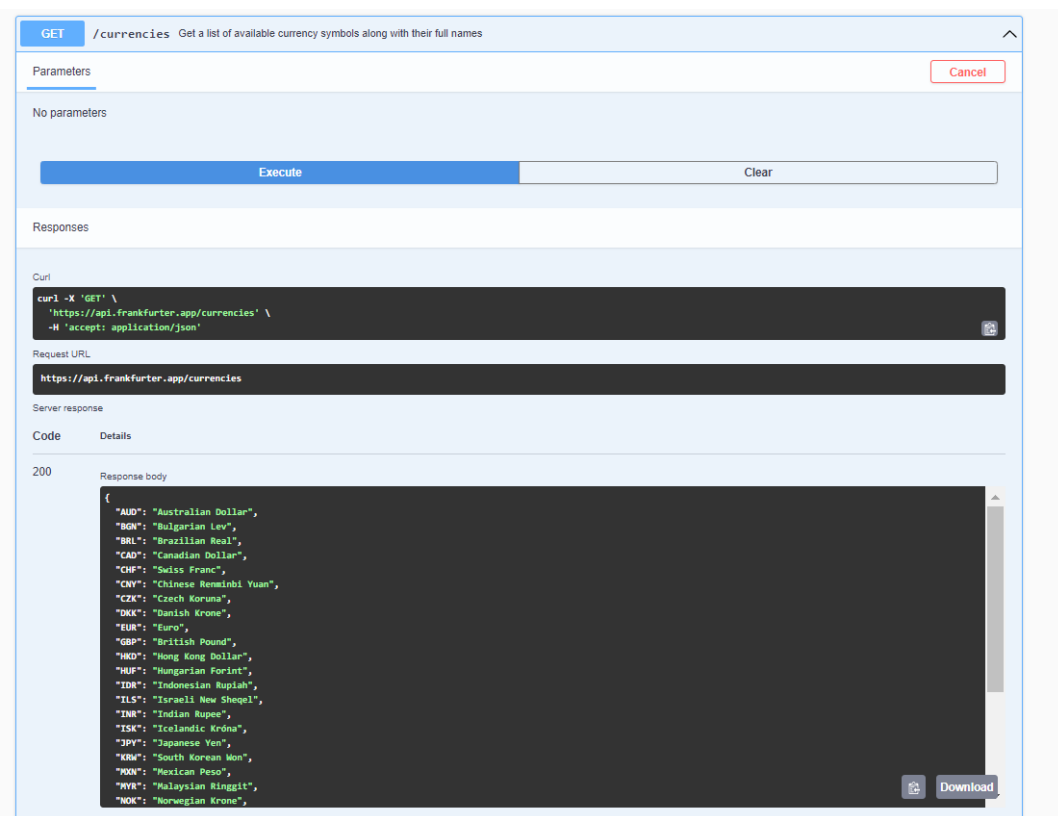 GET /currencies Get a list of available currency symbols along with their full names
Parameters
Cancel
No parameters
Execute
Clear
Responses
Curl
curl -X 'GET' \
'https://api.frankfurter.app/currencies' \
-H 'accept: application/json'
Request URL
https://api.frankfurter.app/currencies
Server response
Code Details
200
Response body
{
"AUD": "Australian Dollar",
"BGN": "Bulgarian Lev",
"BRL": "Brazilian Real",
"CAD": "Canadian Dollar",
"CHF": "Swiss Franc",
"CNY": "Chinese Renminbi Yuan",
"CZK": "Czech Koruna",
"DKK": "Danish Krone",
"EUR": "Euro",
"GBP": "British Pound",
"HKD": "Hong Kong Dollar",
"HUF": "Hungarian Forint",
"IDR": "Indonesian Rupiah",
"ILS": "Israeli New Sheqel",
"INR": "Indian Rupee",
"ISK": "Icelandic Króna",
"JPY": "Japanese Yen",
"KRW": "South Korean Won",
"MXN": "Mexican Peso",
"MYR": "Malaysian Ringgit",
"NOK": "Norwegian Krone",
Download